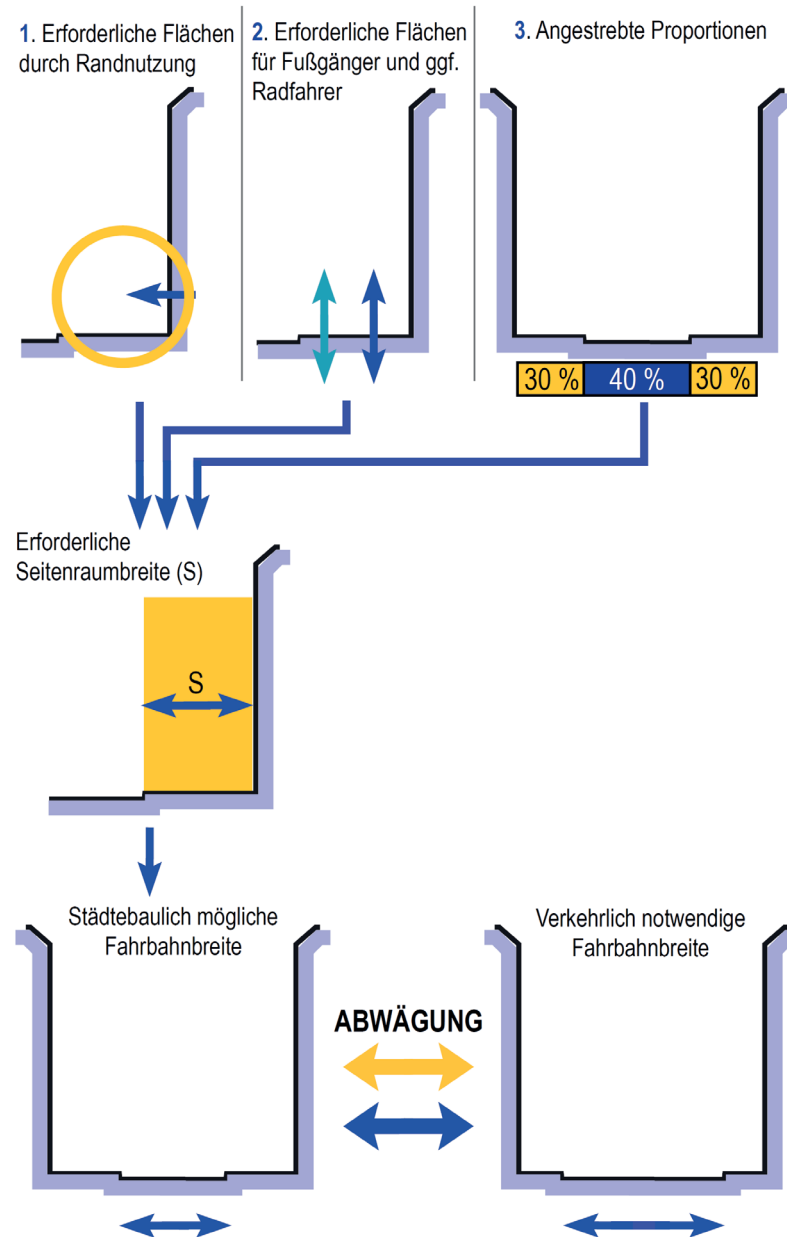 1. Erforderliche Flächen
durch Randnutzung
2. Erforderliche Flächen
für Fußgänger und ggf.
Radfahrer
3. Angestrebte Proportionen
30 % 40 % 30 %
Erforderliche
Seitenraumbreite (S)
S
Städtebaulich mögliche
Fahrbahnbreite
Verkehrlich notwendige
Fahrbahnbreite
ABWÄGUNG